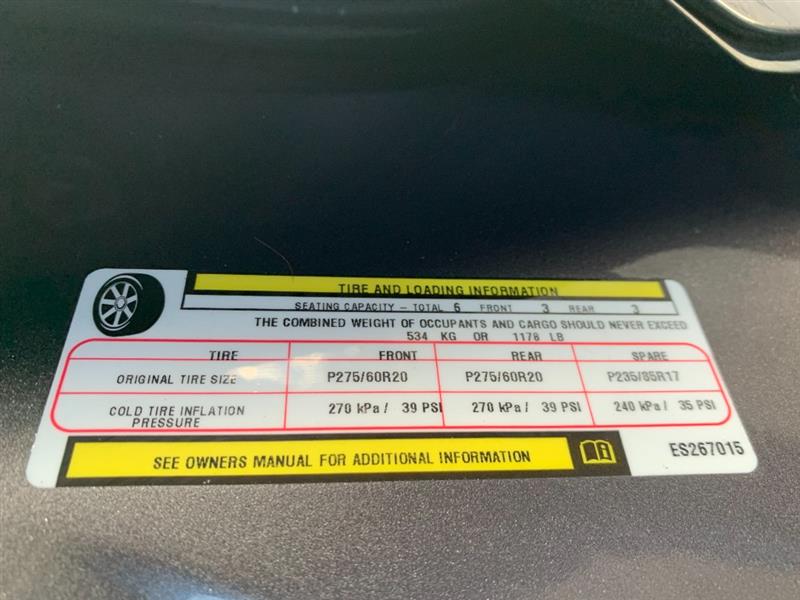 TIRE AND LOADING INFORMATION
SEATING CAPACITY – TOTAL 6 FRONT 3 REAR 3
THE COMBINED WEIGHT OF OCCUPANTS AND CARGO SHOULD NEVER EXCEED
534 KG OR 1178 LB
TIRE FRONT REAR SPARE
ORIGINAL TIRE SIZE P275/60R20 P275/60R20 P235/85R17
COLD TIRE INFLATION PRESSURE 270 kPa / 39 PSI 270 kPa / 39 PSI 240 kPa / 35 PSI
SEE OWNERS MANUAL FOR ADDITIONAL INFORMATION
ES267015